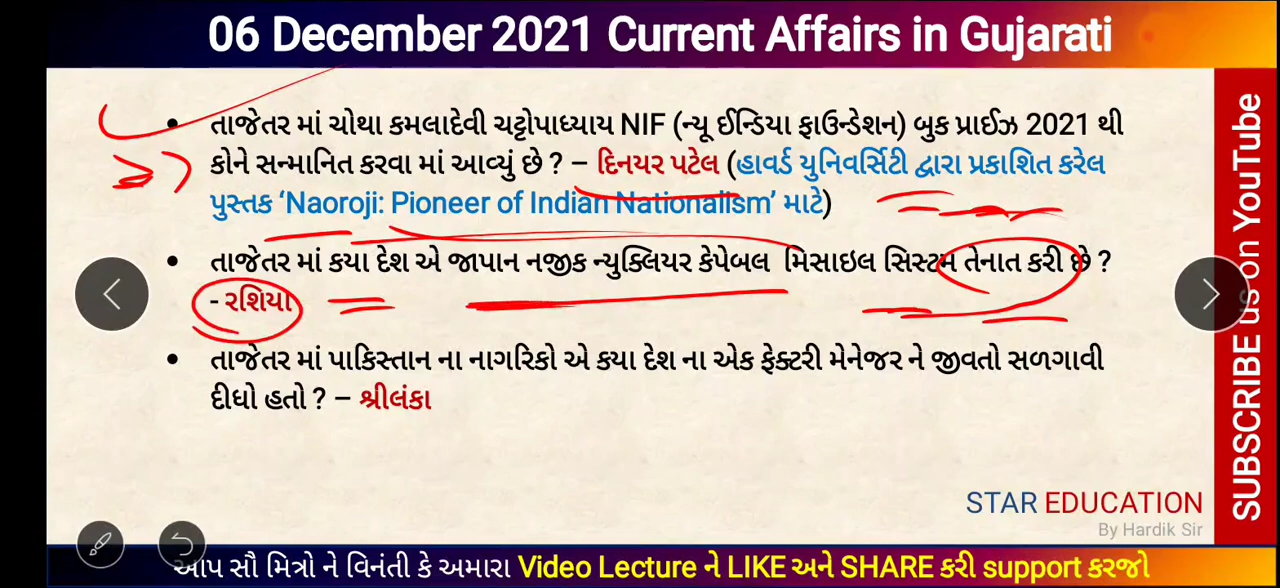 06 December 2021 Current Affairs in Gujarati
• તાજેતર માં ચોથા કમલાદેવી ચટ્ટોપાધ્યાય NIF (ન્યૂ ઈન્ડિયા ફાઉન્ડેશન) બુક પ્રાઈઝ 2021 થી
કોને સન્માનિત કરવા માં આવ્યું છે ? – દિનયર પટેલ (હાવર્ડ યુનિવર્સિટી દ્વારા પ્રકાશિત કરેલ
પુસ્તક ‘Naoroji: Pioneer of Indian Nationalism’ માટે)
• તાજેતર માં કયા દેશ એ જાપાન નજીક ન્યુક્લિયર કેપેબલ મિસાઇલ સિસ્ટમ તેનાત કરી છે ?
- રશિયા
• તાજેતર માં પાકિસ્તાન ના નાગરિકો એ કયા દેશ ના એક ફેક્ટરી મેનેજર ને જીવતો સળગાવી
દીધો હતો ? – શ્રીલંકા
STAR EDUCATION
By Hardik Sir
આપ સૌ મિત્રો ને વિનંતી કે અમારા Video Lecture ને LIKE અને SHARE કરી support કરજો
SUBSCRIBE us on YouTube